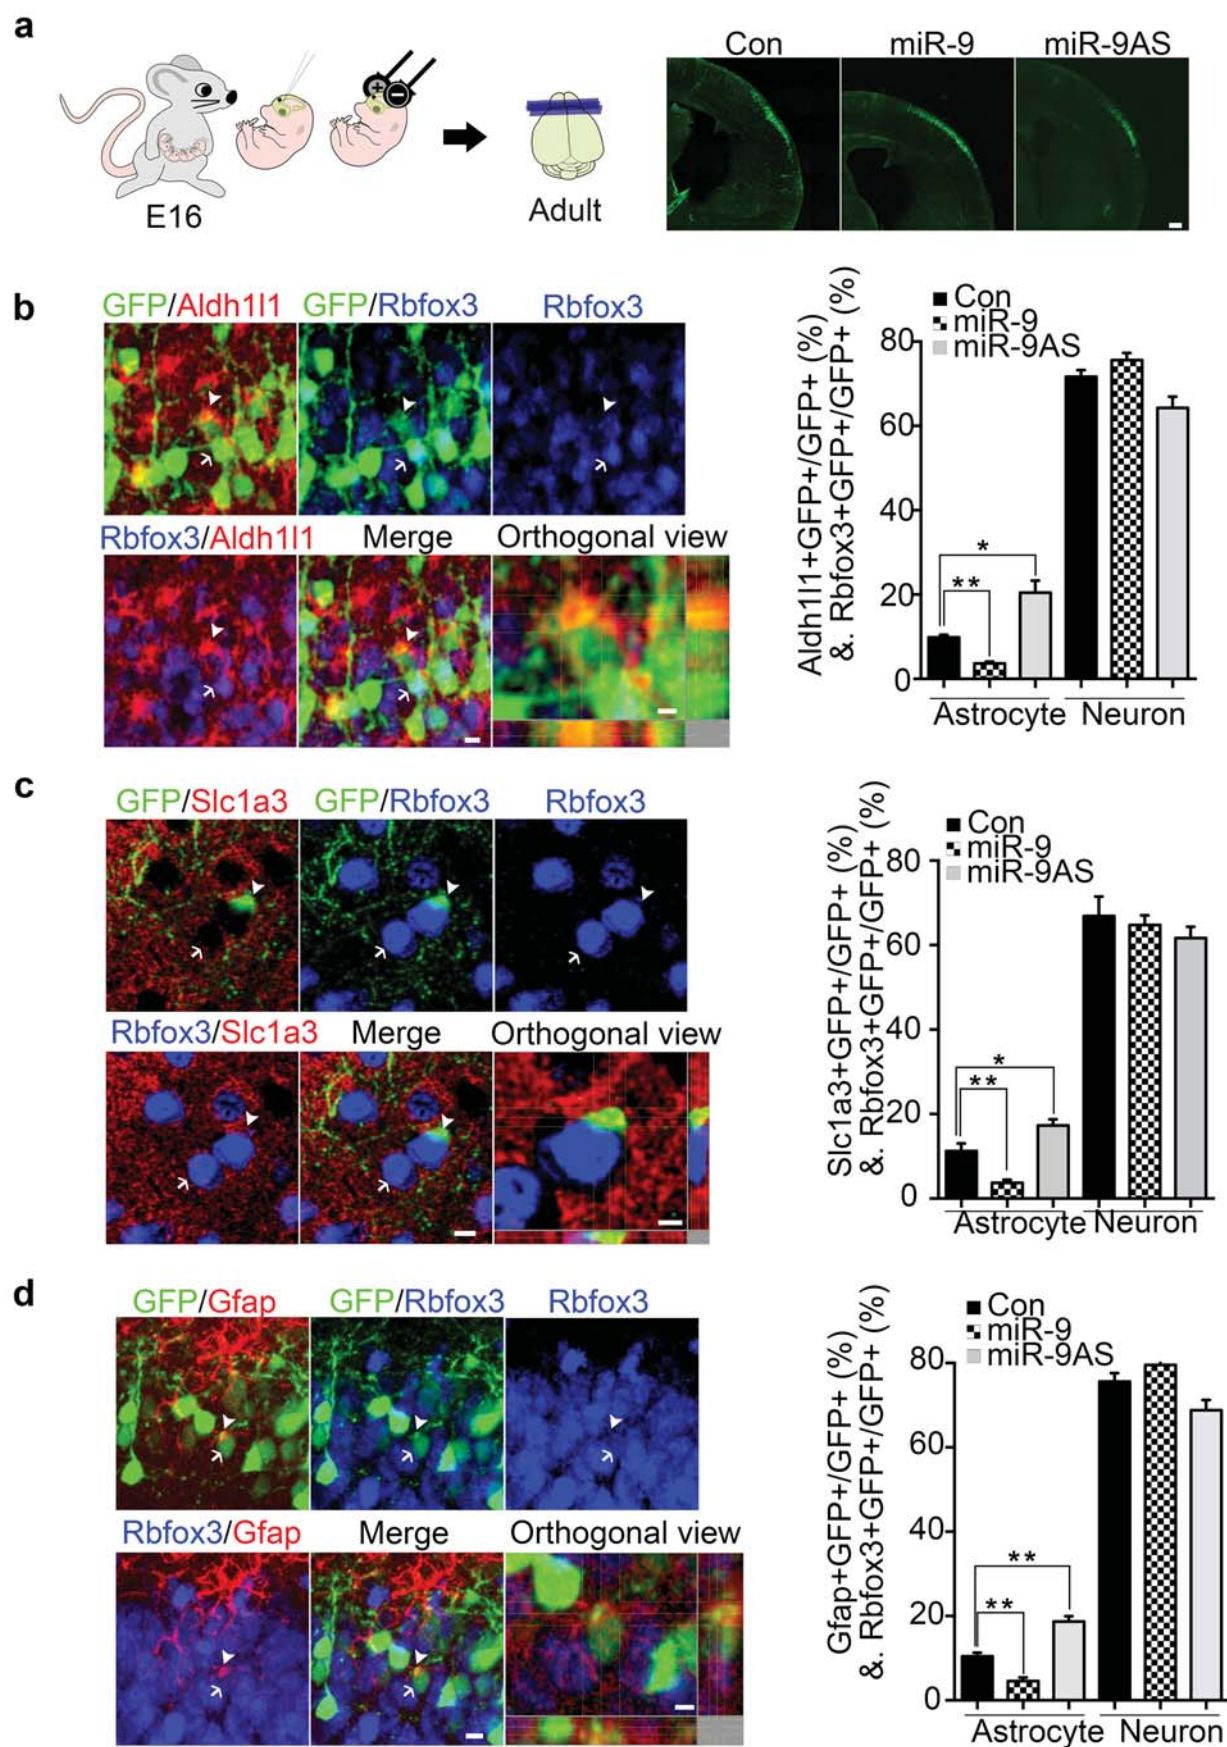 a
Con miR-9 miR-9AS
+ −
E16
Adult
b
GFP/Aldh1l1 GFP/Rbfox3 Rbfox3
Rbfox3/Aldh1l1 Merge Orthogonal view
Aldh1l1+GFP+/GFP+ (%)
&. Rbfox3+GFP+/GFP+ (%)
Con
miR-9
miR-9AS
80
60
40
20
0
*
**
Astrocyte Neuron
c
GFP/Slc1a3 GFP/Rbfox3 Rbfox3
Rbfox3/Slc1a3 Merge Orthogonal view
Slc1a3+GFP+/GFP+ (%)
&. Rbfox3+GFP+/GFP+ (%)
Con
miR-9
miR-9AS
80
60
40
20
0
*
**
Astrocyte Neuron
d
GFP/Gfap GFP/Rbfox3 Rbfox3
Rbfox3/Gfap Merge Orthogonal view
Gfap+GFP+/GFP+ (%)
&. Rbfox3+GFP+/GFP+ (%)
Con
miR-9
miR-9AS
80
60
40
20
0
**
**
Astrocyte Neuron